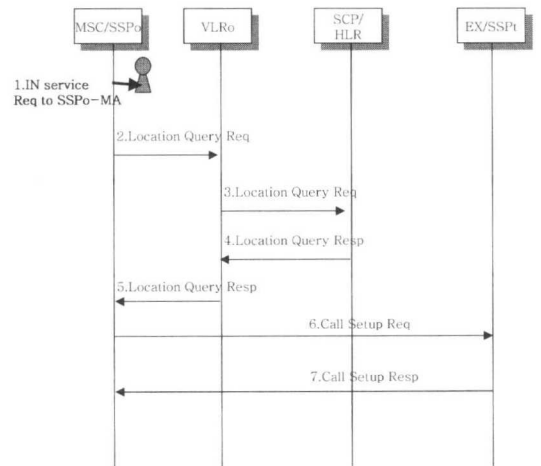 MSC/SSPo
VLRo
SCP/
HLR
EX/SSPt
1.IN service
Req to SSPo-MA
2.Location Query Req
3.Location Query Req
4.Location Query Resp
5.Location Query Resp
6.Call Setup Req
7.Call Setup Resp